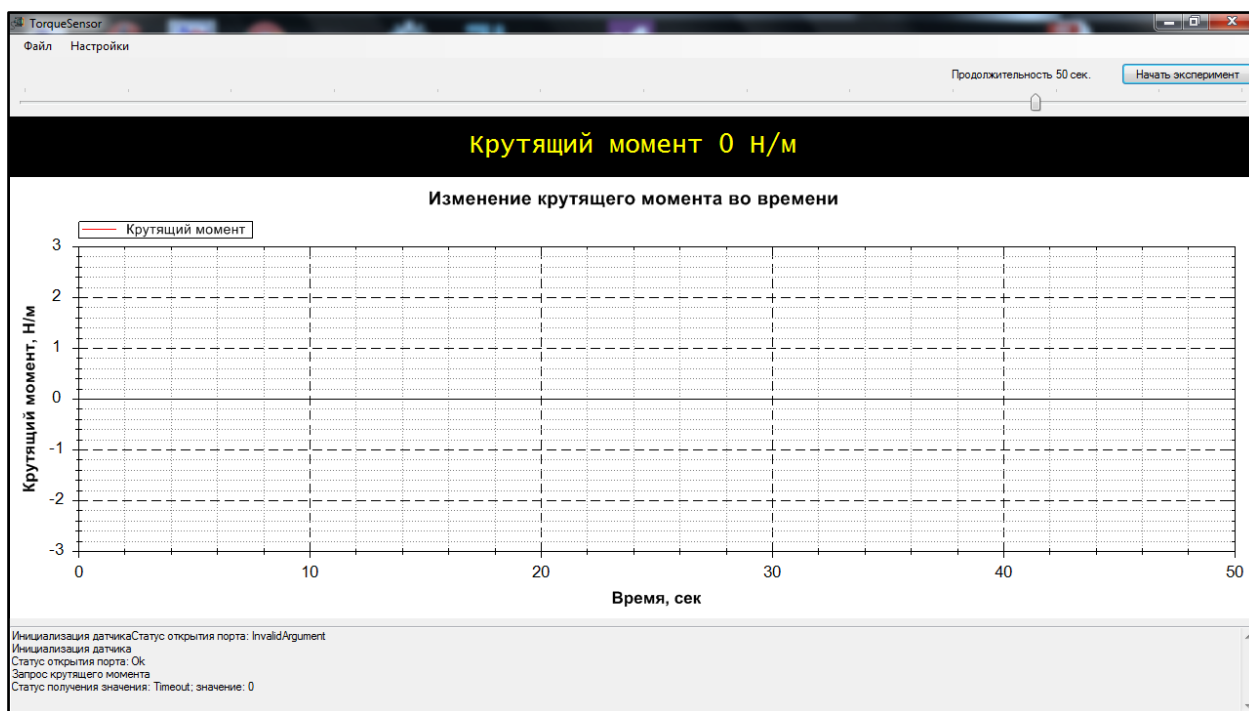 TorqueSensor
Файл Настройки
Продолжительность 50 сек. Начать эксперимент
Крутящий момент 0 Н/м
Изменение крутящего момента во времени
Крутящий момент
Крутящий момент, Н/м
3
2
1
0
-1
-2
-3
0 10 20 30 40 50
Время, сек
Инициализация датчикаСтатус открытия порта: InvalidArgument
Инициализация датчика
Статус открытия порта: Ok
Запрос крутящего момента
Статус получения значения: Timeout; значение: 0